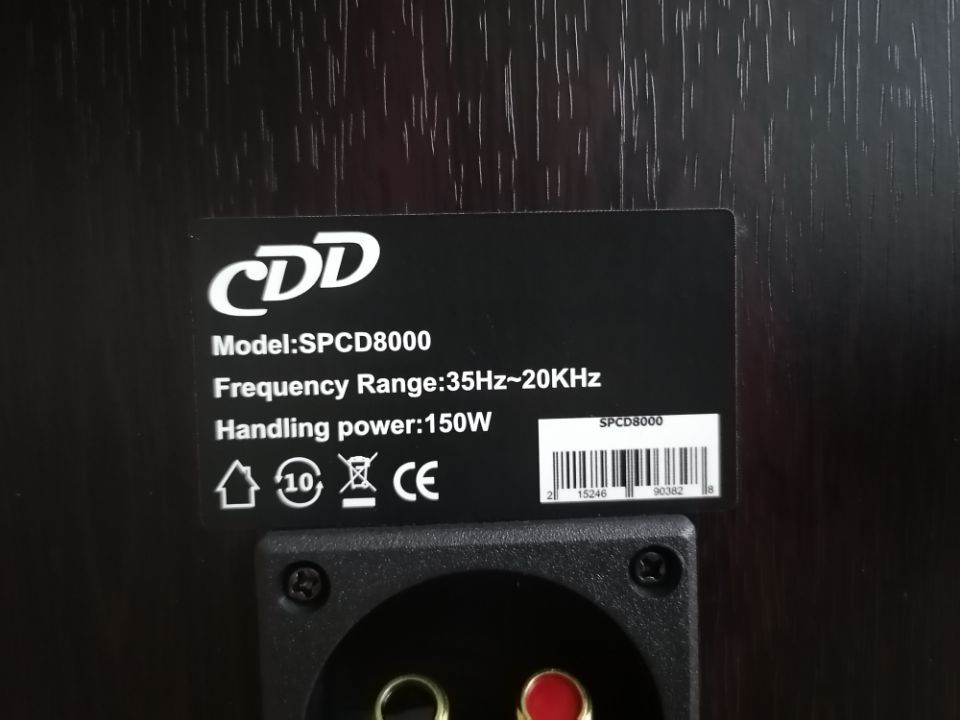 CDD
Model:SPCD8000
Frequency Range:35Hz~20KHz
Handling power:150W
10
CE
SPCD8000
2 15246 90382 8